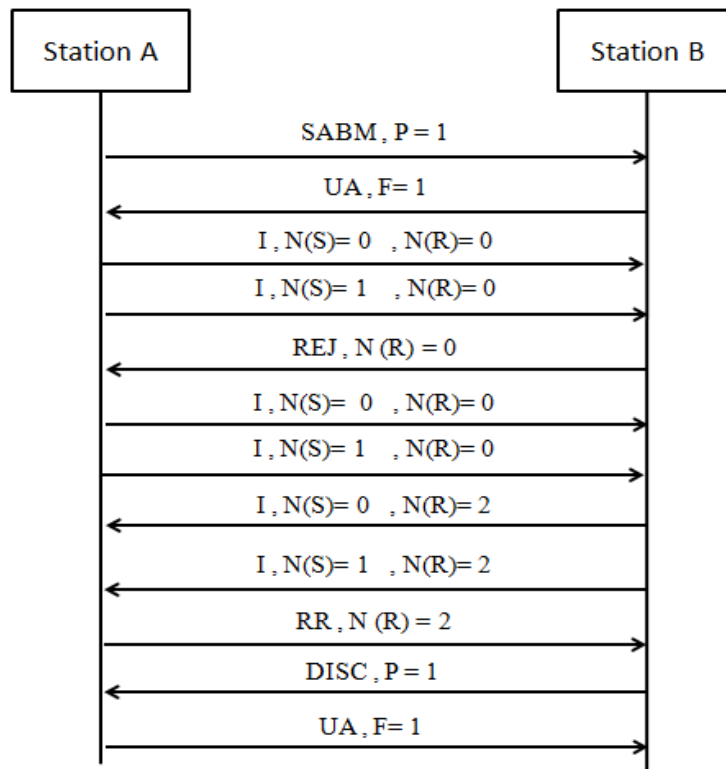 Station A
Station B
SABM , P = 1
UA , F= 1
I , N(S)= 0 , N(R)= 0
I , N(S)= 1 , N(R)= 0
REJ , N (R) = 0
I , N(S)= 0 , N(R)= 0
I , N(S)= 1 , N(R)= 0
I , N(S)= 0 , N(R)= 2
I , N(S)= 1 , N(R)= 2
RR , N (R) = 2
DISC , P = 1
UA , F= 1